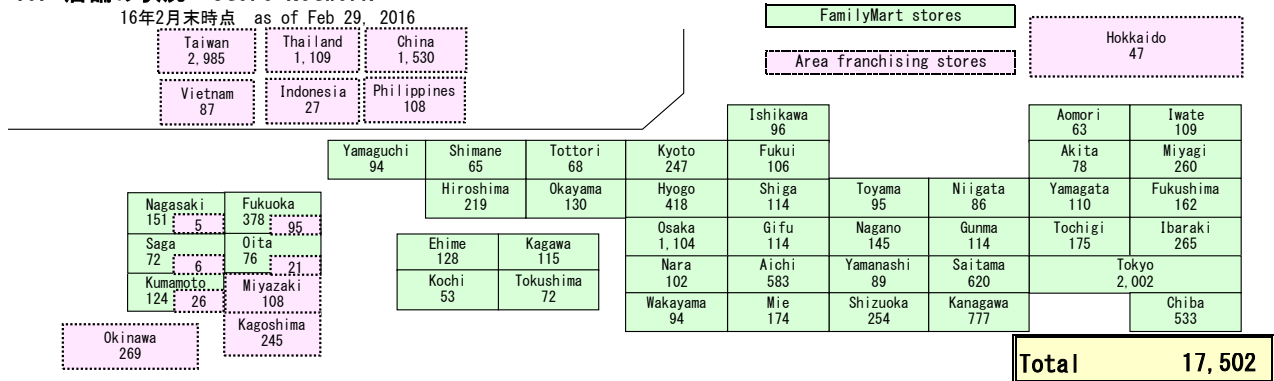 16年2月末時点 as of Feb 29, 2016
FamilyMart stores
Area franchising stores
Hokkaido
47
Taiwan
2,985
Thailand
1,109
China
1,530
Vietnam
87
Indonesia
27
Philippines
108
Ishikawa
96
Aomori
63
Iwate
109
Yamaguchi
94
Shimane
65
Tottori
68
Kyoto
247
Fukui
106
Akita
78
Miyagi
260
Hiroshima
219
Okayama
130
Hyogo
418
Shiga
114
Toyama
95
Niigata
86
Yamagata
110
Fukushima
162
Nagasaki
151
5
Fukuoka
378
95
Osaka
1,104
Gifu
114
Nagano
145
Gunma
114
Tochigi
175
Ibaraki
265
Saga
72
6
Oita
76
21
Ehime
128
Kagawa
115
Nara
102
Aichi
583
Yamanashi
89
Saitama
620
Tokyo
2,002
Kumamoto
124
26
Miyazaki
108
Kochi
53
Tokushima
72
Wakayama
94
Mie
174
Shizuoka
254
Kanagawa
777
Chiba
533
Okinawa
269
Kagoshima
245
Total 17,502